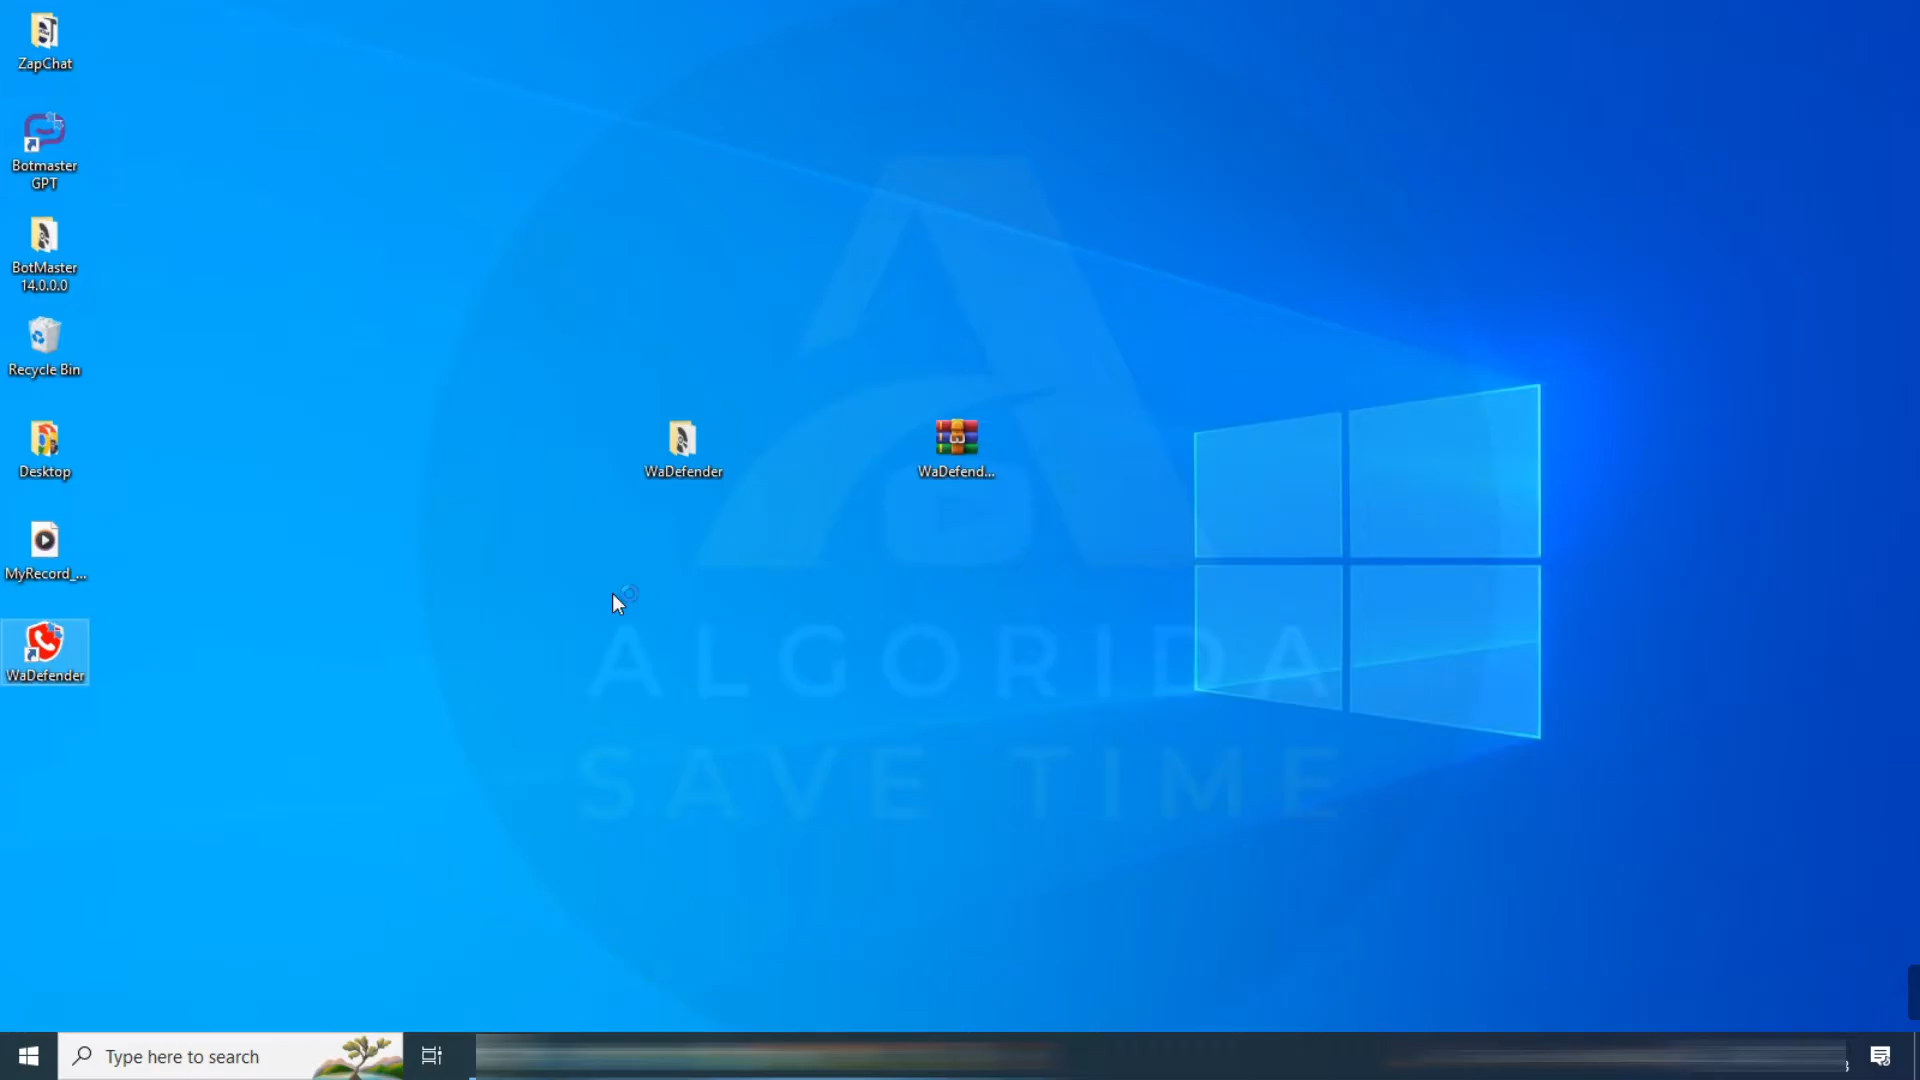 ZapChat
Botmaster
GPT
BotMaster
14.0.0.0
Recycle Bin
Desktop
MyRecord_...
WaDefender
WaDefender
WaDefend...
ALGORIDA
SAVE TIME
Type here to search